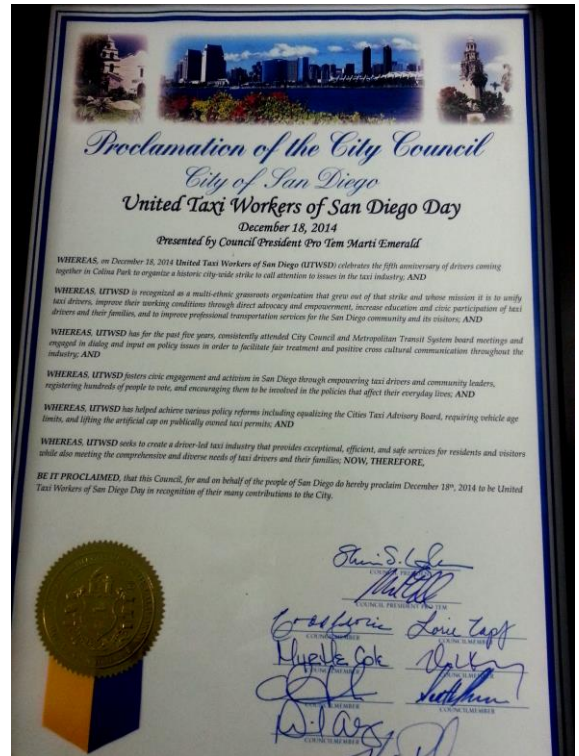 Proclamation of the City Council
City of San Diego
United Taxi Workers of San Diego Day
December 18, 2014
Presented by Council President Pro Tem Marti Emerald
WHEREAS, on December 18, 2014 United Taxi Workers of San Diego (UTWSD) celebrates the fifth anniversary of drivers coming
together in Colina Park to organize a historic city-wide strike to call attention to issues in the taxi industry; AND
WHEREAS, UTWSD is recognized as a multi-ethnic grassroots organization that grew out of that strike and whose mission it is to unify
taxi drivers, improve their working conditions through direct advocacy and empowerment, increase education and civic participation of taxi
drivers and their families, and to improve professional transportation services for the San Diego community and its visitors; AND
WHEREAS, UTWSD has for the past five years, consistently attended City Council and Metropolitan Transit System board meetings and
engaged in dialog and input on policy issues in order to facilitate fair treatment and positive cross cultural communication throughout the
industry; AND
WHEREAS, UTWSD fosters civic engagement and activism in San Diego through empowering taxi drivers and community leaders,
registering hundreds of people to vote, and encouraging them to be involved in the policies that affect their everyday lives; AND
WHEREAS, UTWSD has helped achieve various policy reforms including equalizing the Cities Taxi Advisory Board, requiring vehicle age
limits, and lifting the artificial cap on publically owned taxi permits; AND
WHEREAS, UTWSD seeks to create a driver-led taxi industry that provides exceptional, efficient, and safe services for residents and visitors
while also meeting the comprehensive and diverse needs of taxi drivers and their families; NOW, THEREFORE,
BE IT PROCLAIMED, that this Council, for and on behalf of the people of San Diego do hereby proclaim December 18th, 2014 to be United
Taxi Workers of San Diego Day in recognition of their many contributions to the City.
COUNCIL PRESIDENT
COUNCIL PRESIDENT PRO TEM
Lorie Zapf
COUNCILMEMBER COUNCILMEMBER
Myrtle Cole
COUNCILMEMBER COUNCILMEMBER
COUNCILMEMBER COUNCILMEMBER